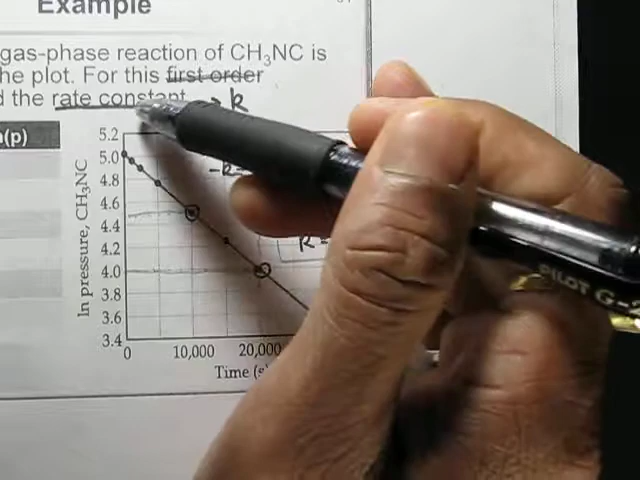 Example
gas-phase reaction of CH₃NC is
he plot. For this first order
d the rate constant → k
n(p)
ln pressure, CH₃NC
5.2
5.0
4.8
4.6
4.4
4.2
4.0
3.8
3.6
3.4
-k=
k=
0
10,000
20,000
Time (s
PILOT G-2